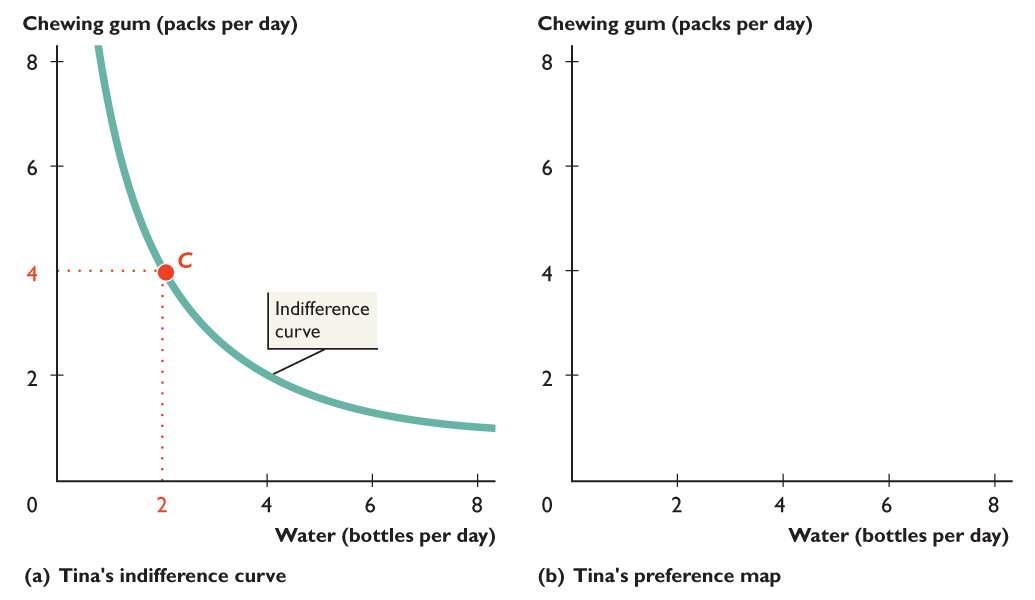 Chewing gum (packs per day)
8
6
4
2
0
C
Indifference
curve
2
4
6
8
Water (bottles per day)
(a) Tina's indifference curve
Chewing gum (packs per day)
8
6
4
2
0
2
4
6
8
Water (bottles per day)
(b) Tina's preference map